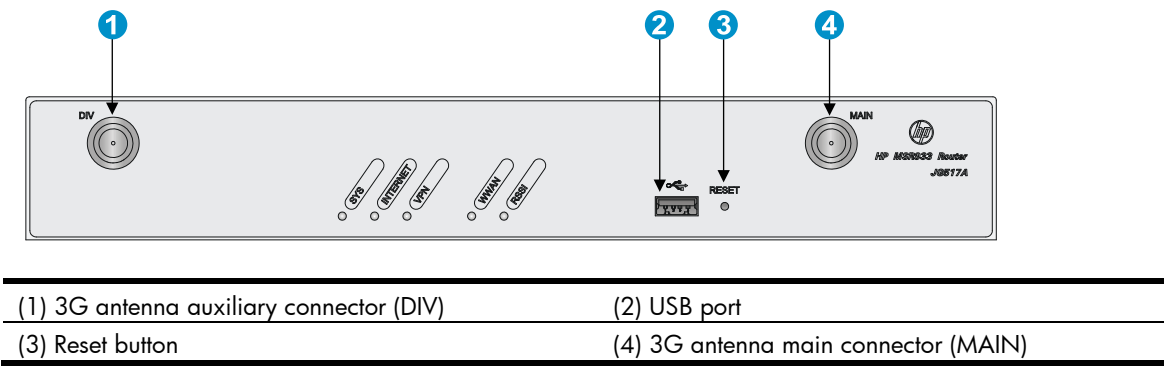 1 2 3 4
DIV
MAIN
hp
HP MSR933 Router
JG517A
SYS INTERNET VPN WWAN RSSI
RESET
(1) 3G antenna auxiliary connector (DIV) (2) USB port
(3) Reset button (4) 3G antenna main connector (MAIN)